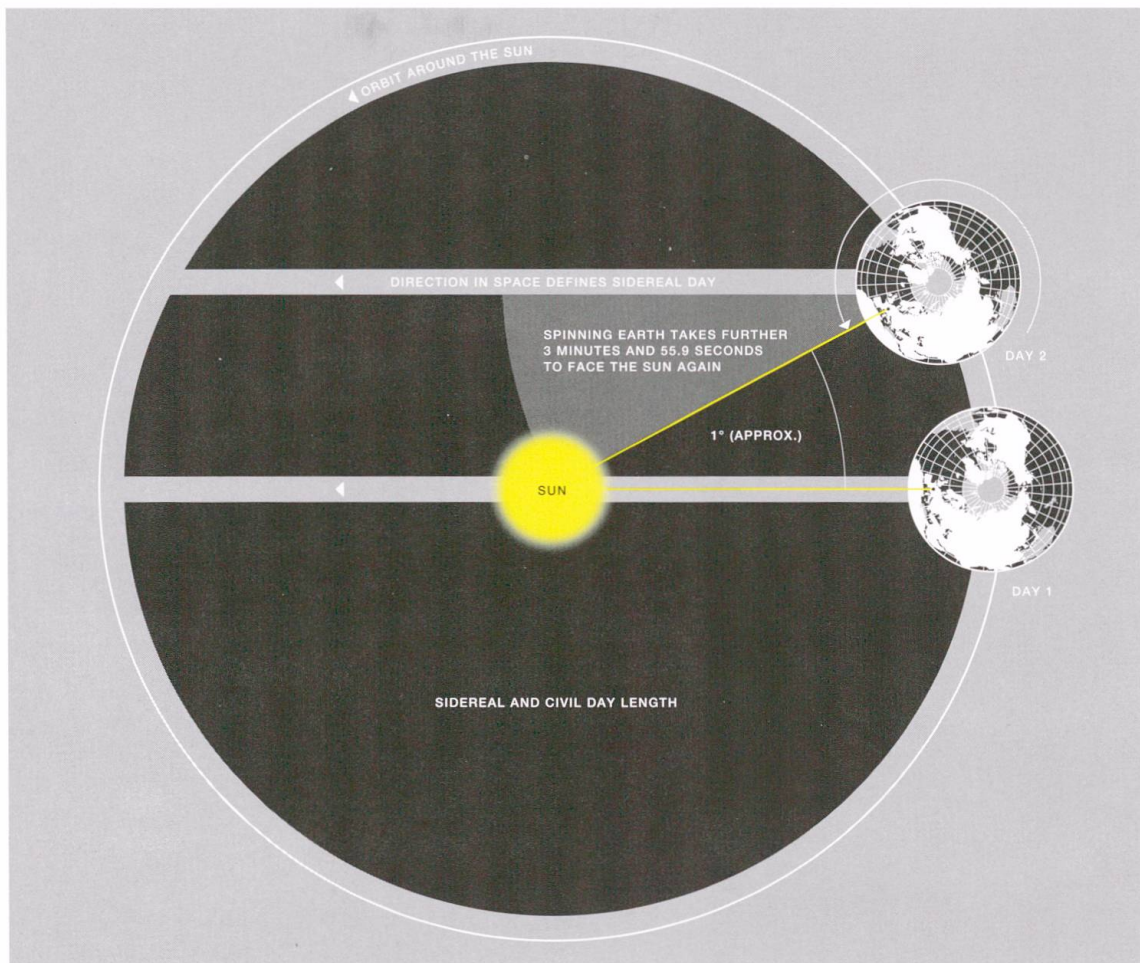 ORBIT AROUND THE SUN
DIRECTION IN SPACE DEFINES SIDEREAL DAY
SPINNING EARTH TAKES FURTHER
3 MINUTES AND 55.9 SECONDS
TO FACE THE SUN AGAIN
DAY 2
1° (APPROX.)
SUN
DAY 1
SIDEREAL AND CIVIL DAY LENGTH